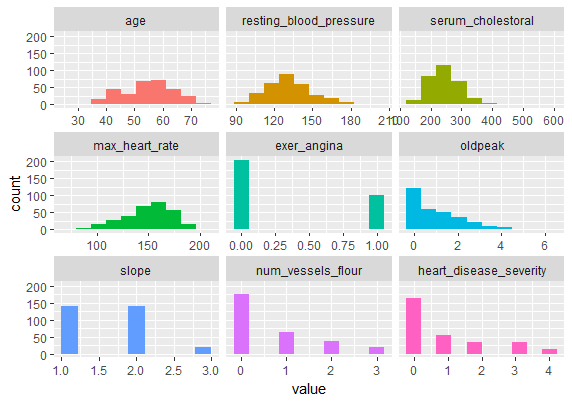 age resting_blood_pressure serum_cholestoral
200
150
100
50
0
30 40 50 60 70 90 120 150 180 210 100 200 300 400 500 600
max_heart_rate exer_angina oldpeak
count
200
150
100
50
0
100 150 200 0.00 0.25 0.50 0.75 1.00 0 2 4 6
slope num_vessels_flour heart_disease_severity
200
150
100
50
0
1.0 1.5 2.0 2.5 3.0 0 1 2 3 0 1 2 3 4
value